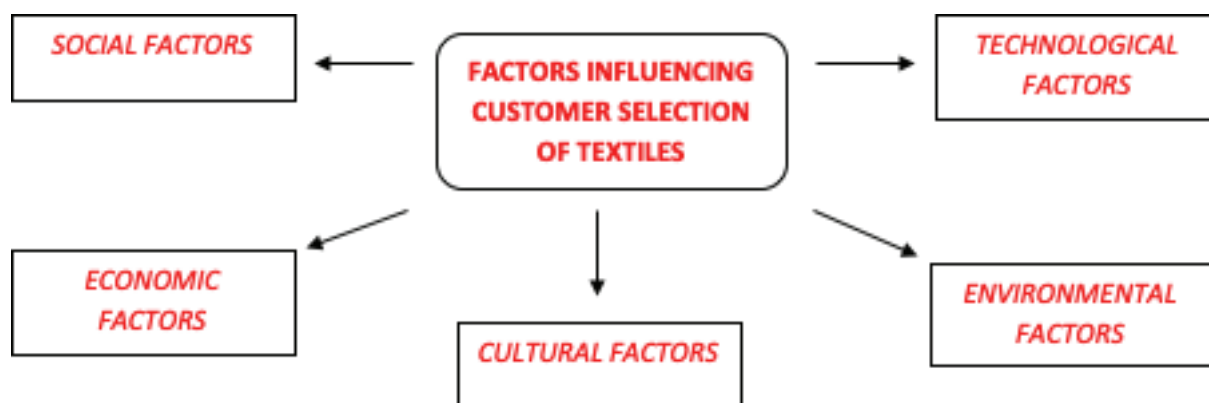 SOCIAL FACTORS
FACTORS INFLUENCING
CUSTOMER SELECTION
OF TEXTILES
TECHNOLOGICAL
FACTORS
ECONOMIC
FACTORS
CULTURAL FACTORS
ENVIRONMENTAL
FACTORS